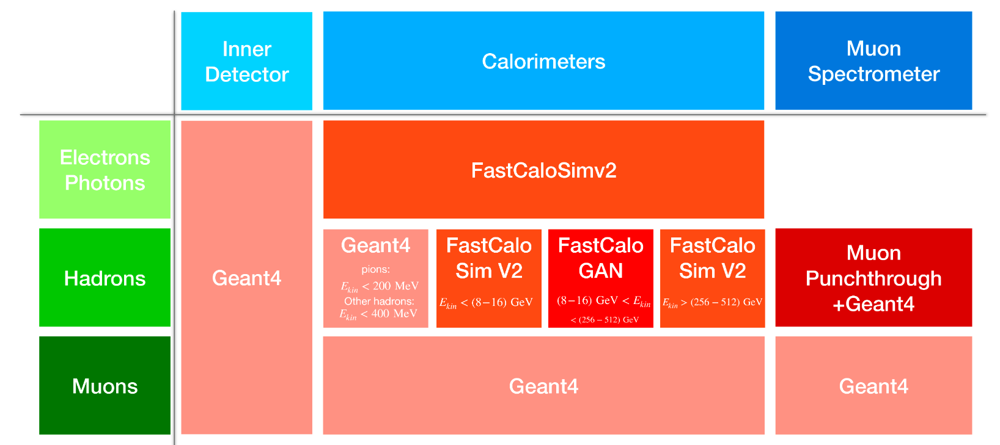 Inner
Detector
Calorimeters
Muon
Spectrometer
Electrons
Photons
Geant4
FastCaloSimv2
Hadrons
Geant4
pions:
E_kin < 200 MeV
Other hadrons:
E_kin < 400 MeV
FastCalo
Sim V2
E_kin < (8−16) GeV
FastCalo
GAN
(8−16) GeV < E_kin
< (256 − 512) GeV
FastCalo
Sim V2
E_kin > (256 − 512) GeV
Muon
Punchthrough
+Geant4
Muons
Geant4
Geant4